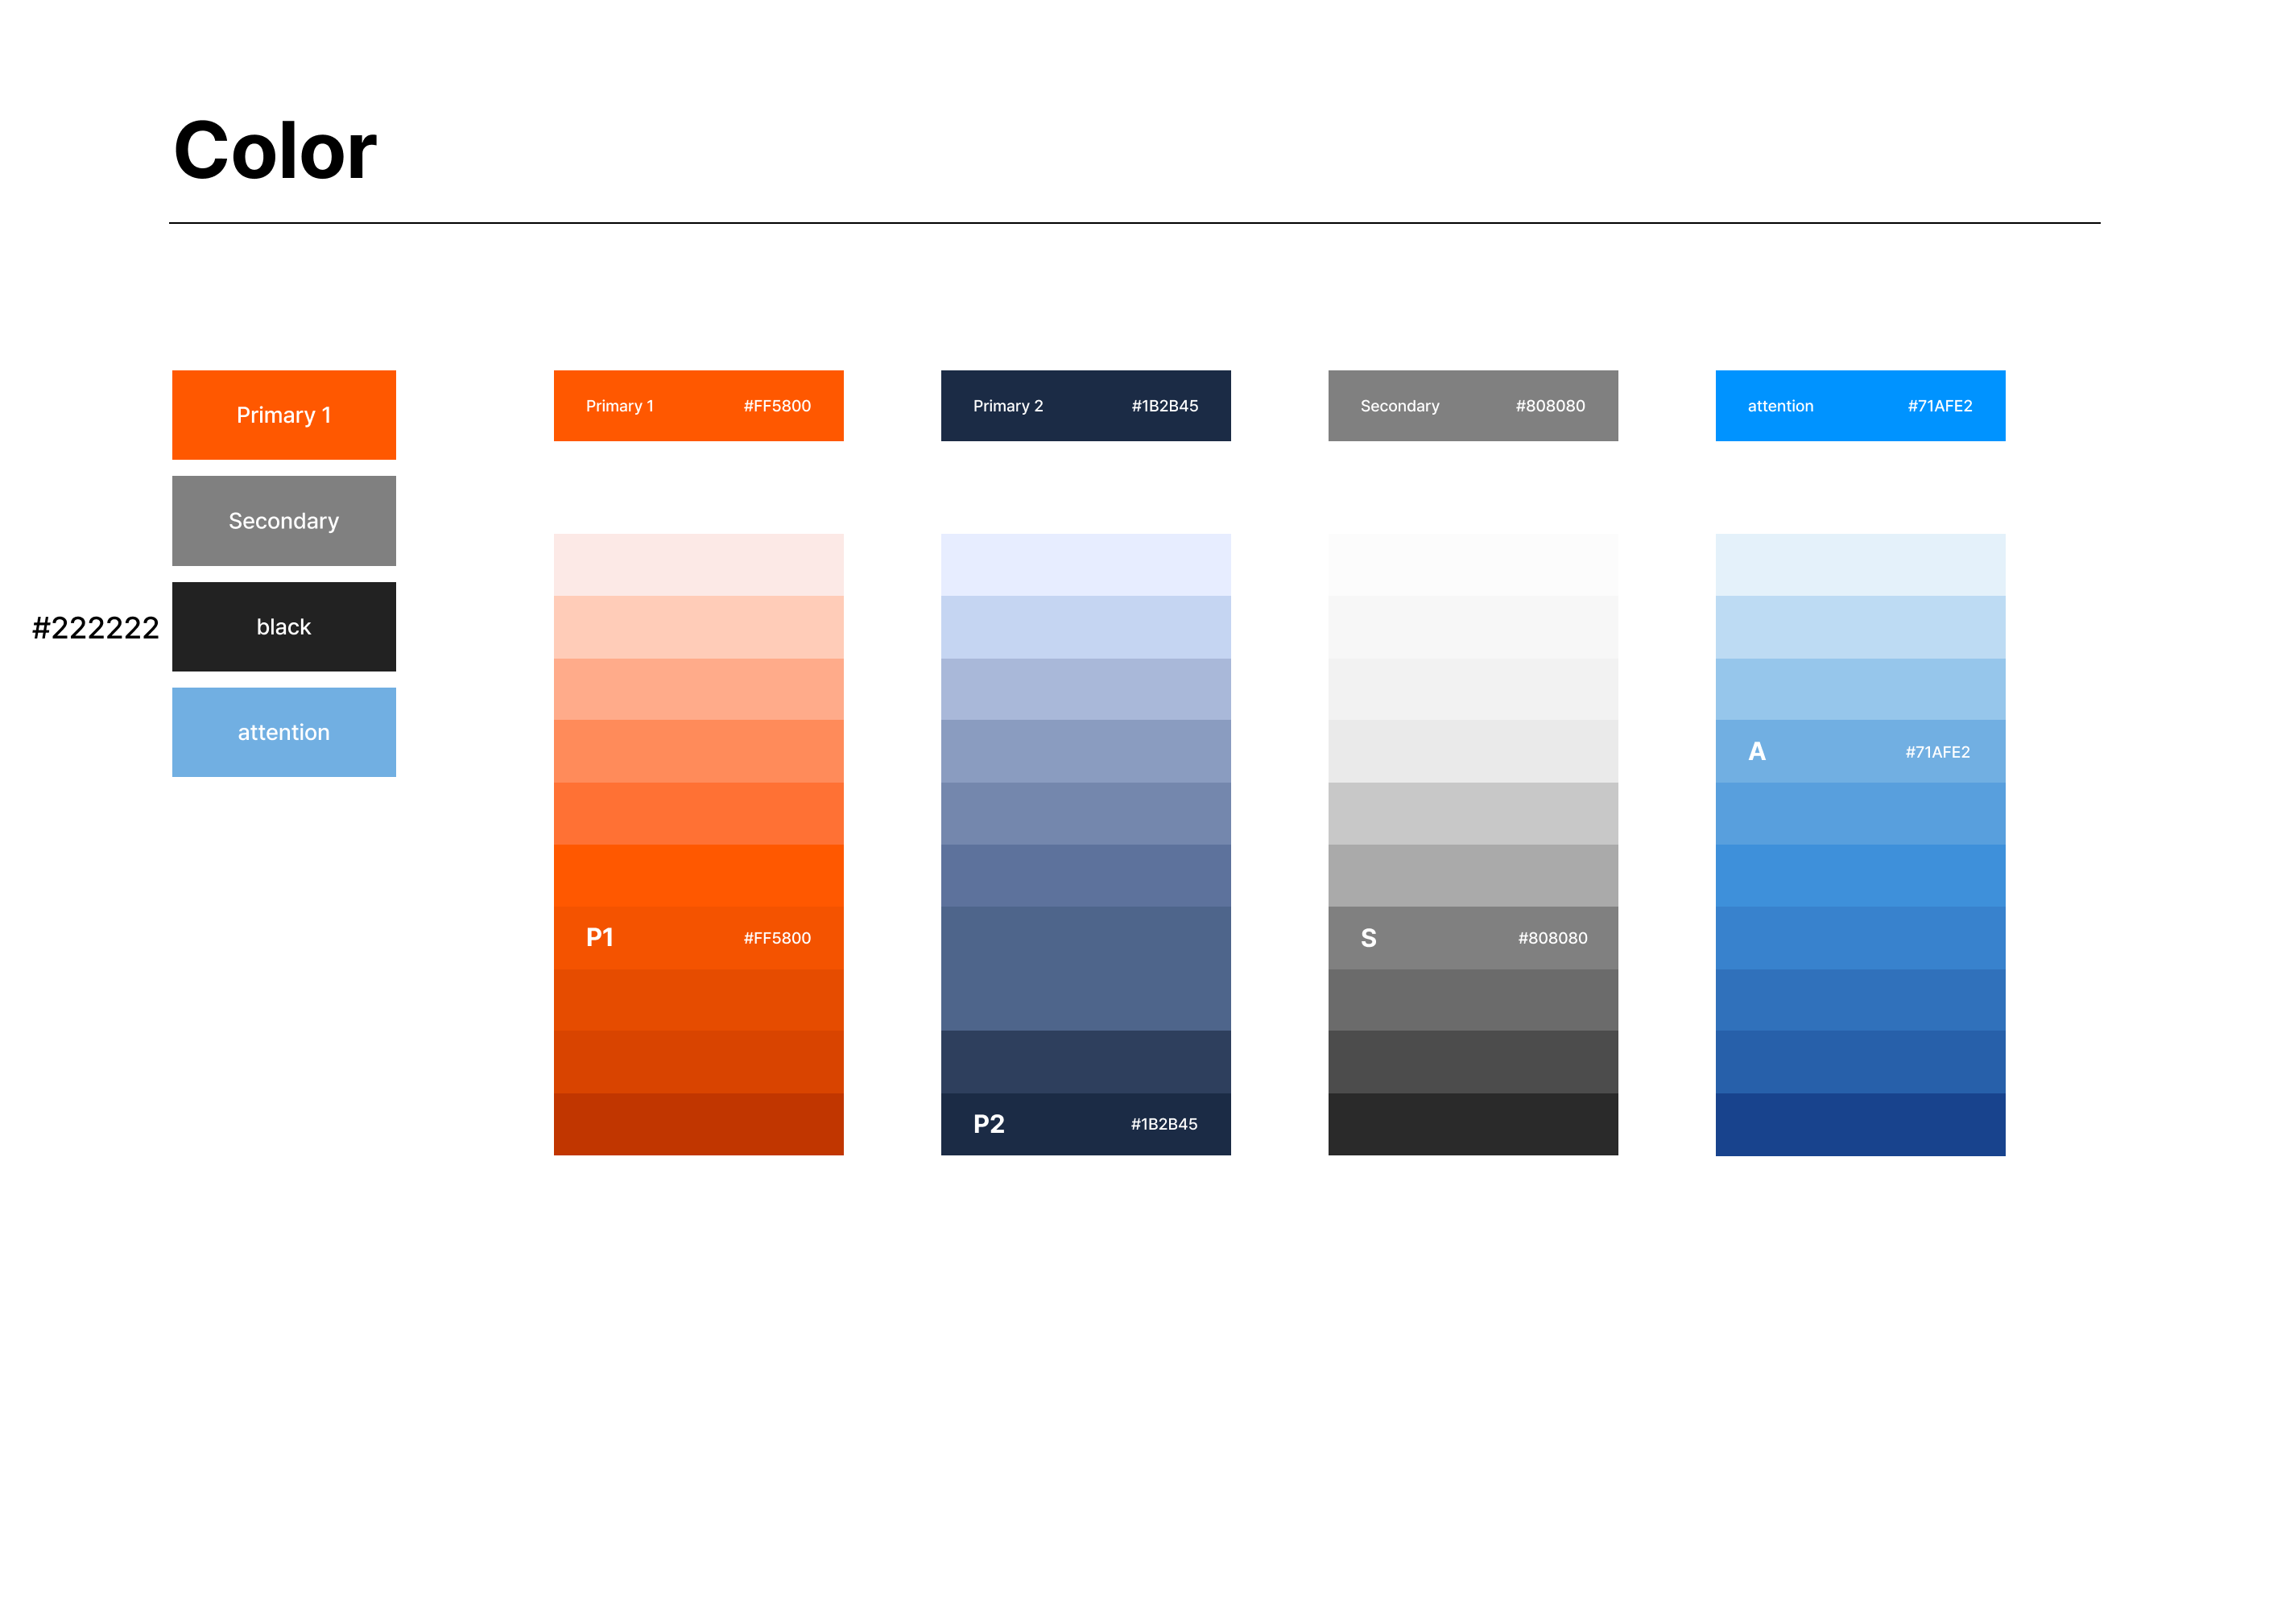 Color
Primary 1
Secondary
#222222 black
attention
Primary 1 #FF5800
Primary 2 #1B2B45
Secondary #808080
attention #71AFE2
A #71AFE2
P1 #FF5800
S #808080
P2 #1B2B45